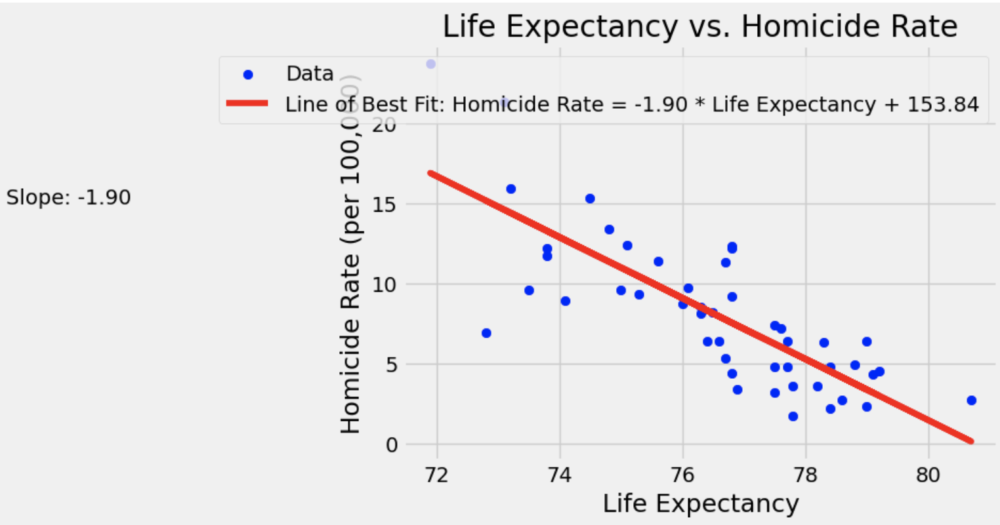 Life Expectancy vs. Homicide Rate
Data
Line of Best Fit: Homicide Rate = -1.90 * Life Expectancy + 153.84
Slope: -1.90
Homicide Rate (per 100,000)
20
15
10
5
0
72 74 76 78 80
Life Expectancy